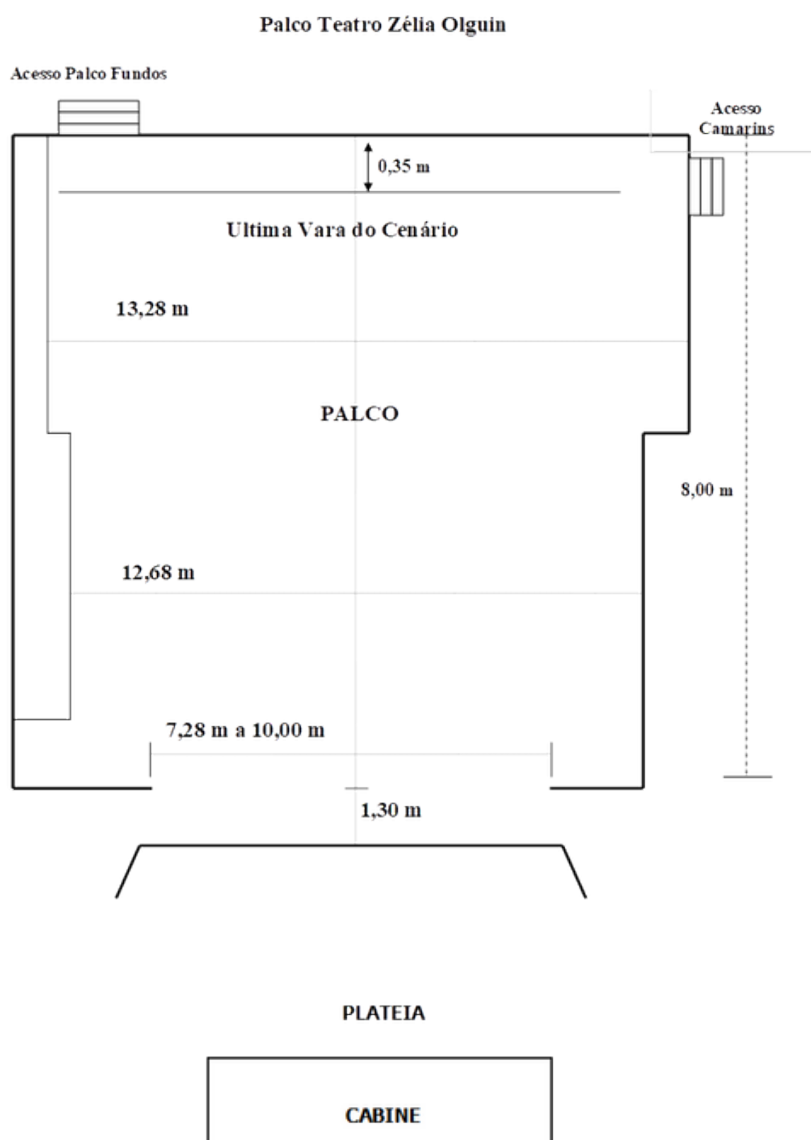 Palco Teatro Zélia Olguin
Acesso Palco Fundos
Acesso
Camarins
0,35 m
Ultima Vara do Cenário
13,28 m
PALCO
8,00 m
12,68 m
7,28 m a 10,00 m
1,30 m
PLATEIA
CABINE